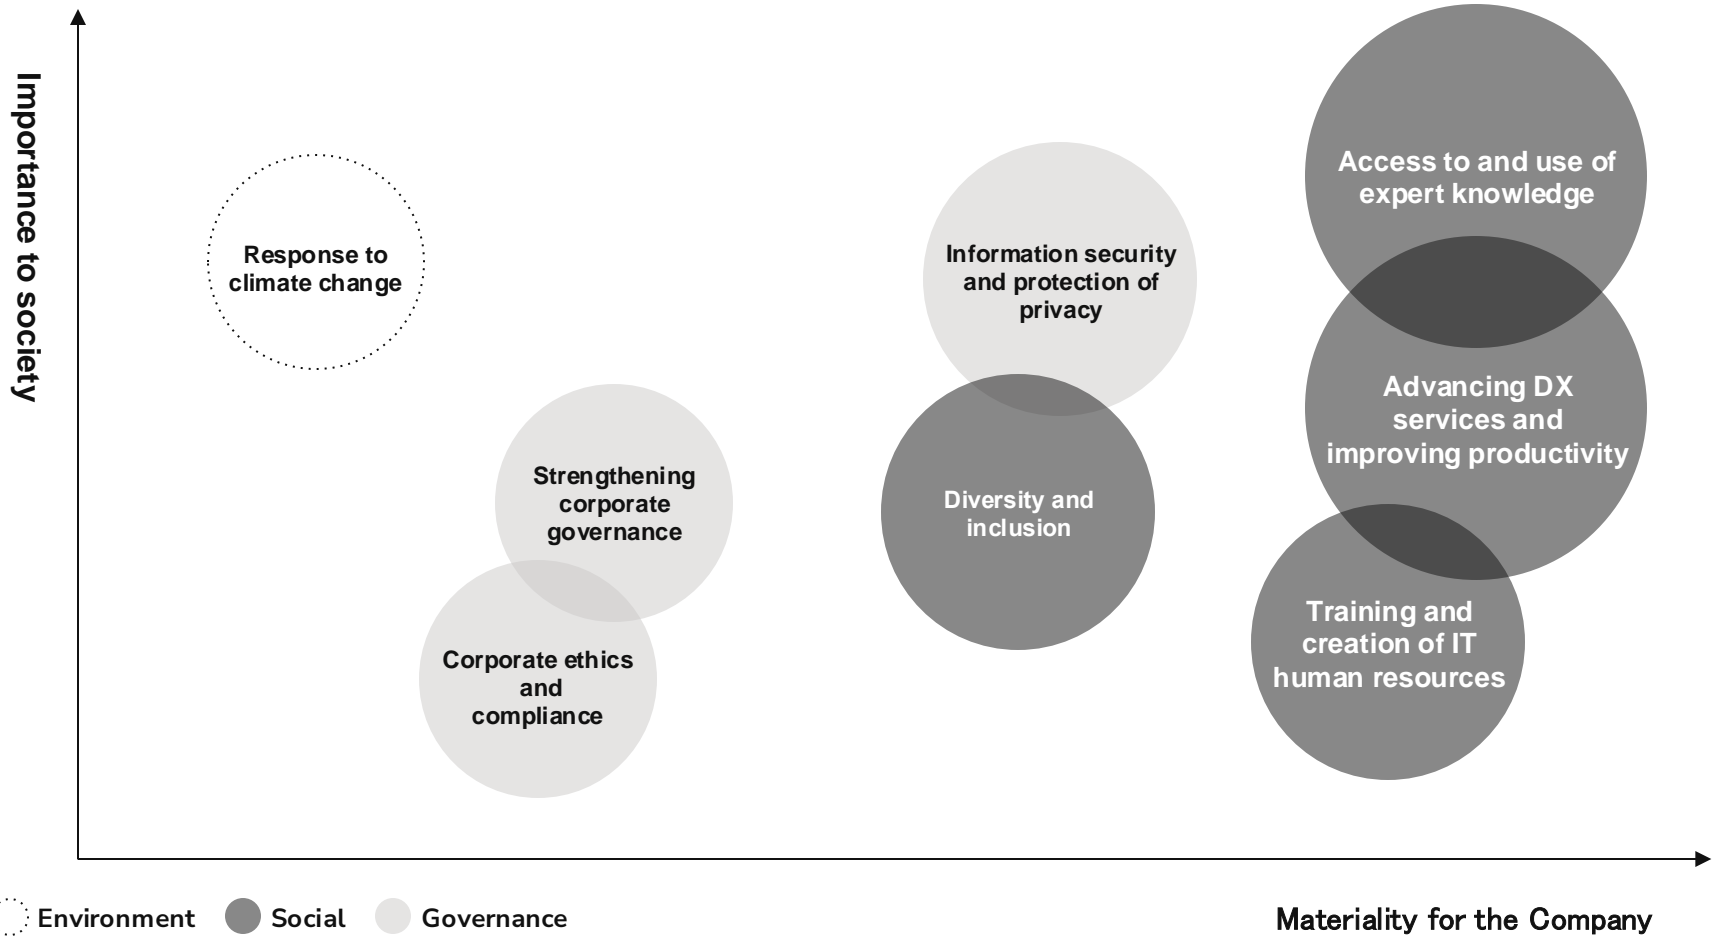 Importance to society
Response to
climate change
Strengthening
corporate
governance
Corporate ethics
and
compliance
Information security
and protection of
privacy
Diversity and
inclusion
Access to and use of
expert knowledge
Advancing DX
services and
improving productivity
Training and
creation of IT
human resources
Environment
Social
Governance
Materiality for the Company